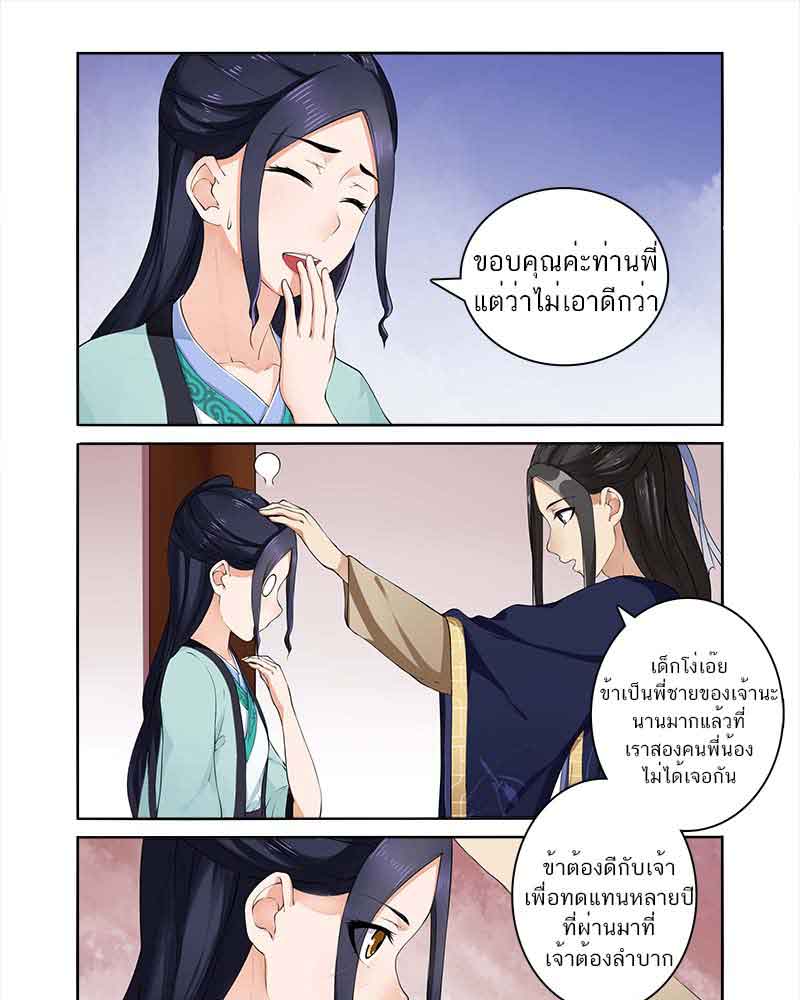 ขอบคุณค่ะท่านพี่
แต่ว่าไม่เอาดีกว่า
เด็กโง่เอ๊ย
ข้าเป็นพี่ชายของเจ้านะ
นานมากแล้วที่
เราสองคนพี่น้อง
ไม่ได้เจอกัน
ข้าต้องดีกับเจ้า
เพื่อทดแทนหลายปี
ที่ผ่านมาที่
เจ้าต้องลำบาก